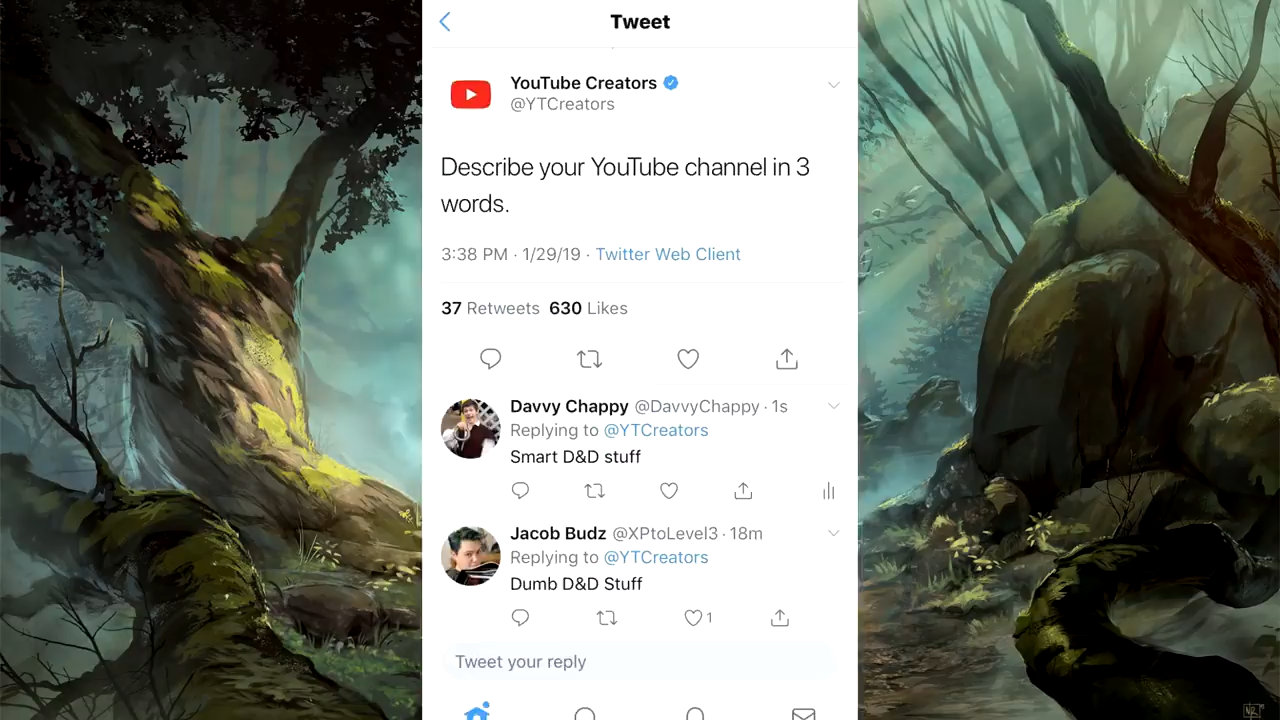 Tweet
YouTube Creators
@YTCreators
Describe your YouTube channel in 3
words.
3:38 PM · 1/29/19 · Twitter Web Client
37 Retweets 630 Likes
Davvy Chappy @DavvyChappy · 1s
Replying to @YTCreators
Smart D&D stuff
Jacob Budz @XPtoLevel3 · 18m
Replying to @YTCreators
Dumb D&D Stuff
1
Tweet your reply